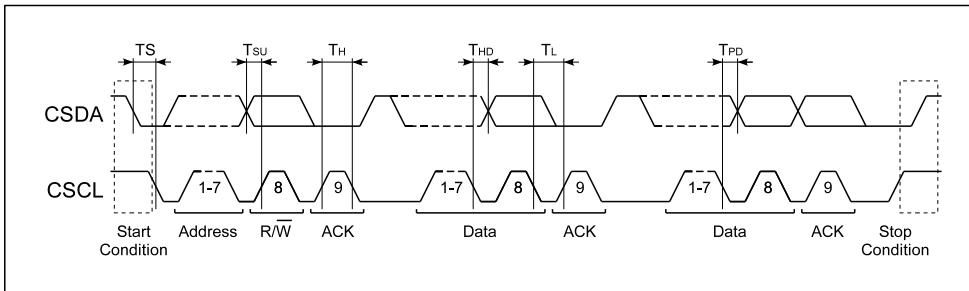 TS TSU TH THD TL TPD
CSDA
CSCL 1-7 8 9 1-7 8 9 1-7 8 9
Start Condition Address R/W̅ ACK Data ACK Data ACK Stop Condition